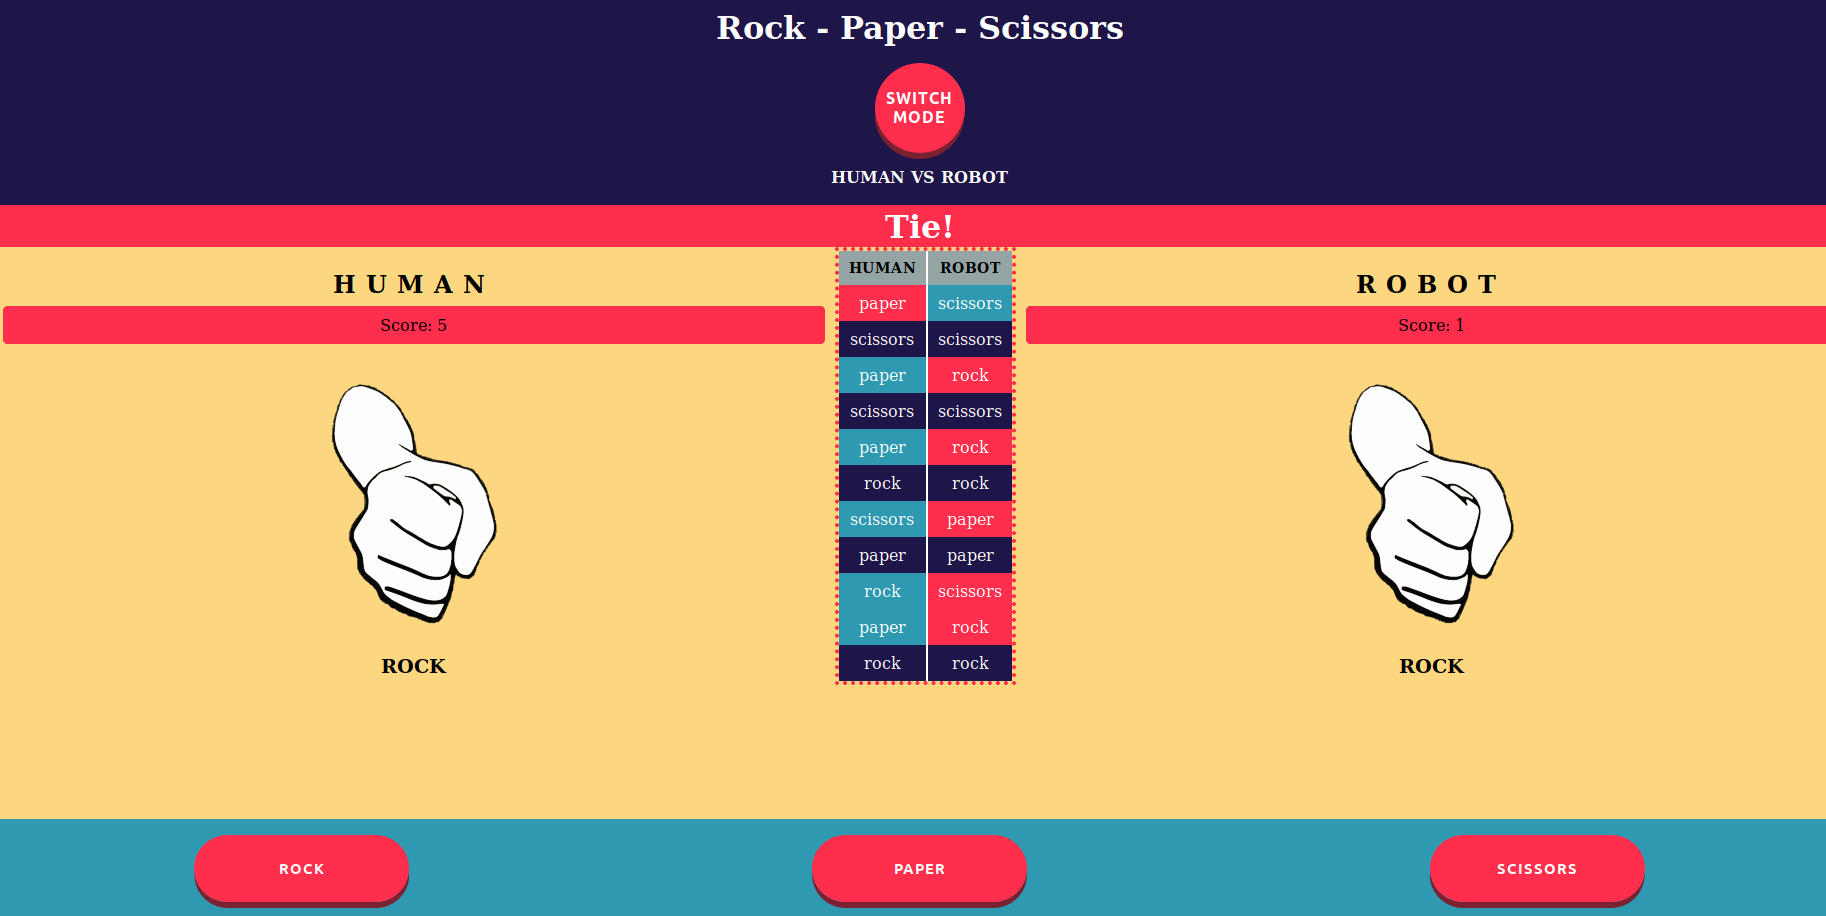 Rock - Paper - Scissors
SWITCH
MODE
HUMAN VS ROBOT
Tie!
HUMAN
Score: 5
ROCK
HUMAN ROBOT
paper scissors
scissors scissors
paper rock
scissors scissors
paper rock
rock rock
scissors paper
paper paper
rock scissors
paper rock
rock rock
ROBOT
Score: 1
ROCK
ROCK
PAPER
SCISSORS